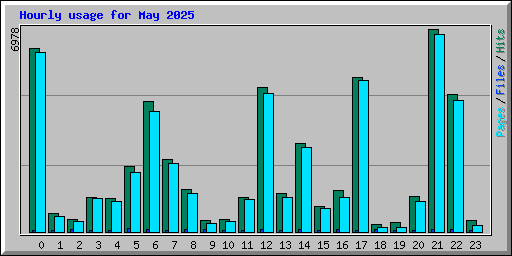 Hourly usage for May 2025
6978
Pages/Files/Hits
0 1 2 3 4 5 6 7 8 9 10 11 12 13 14 15 16 17 18 19 20 21 22 23